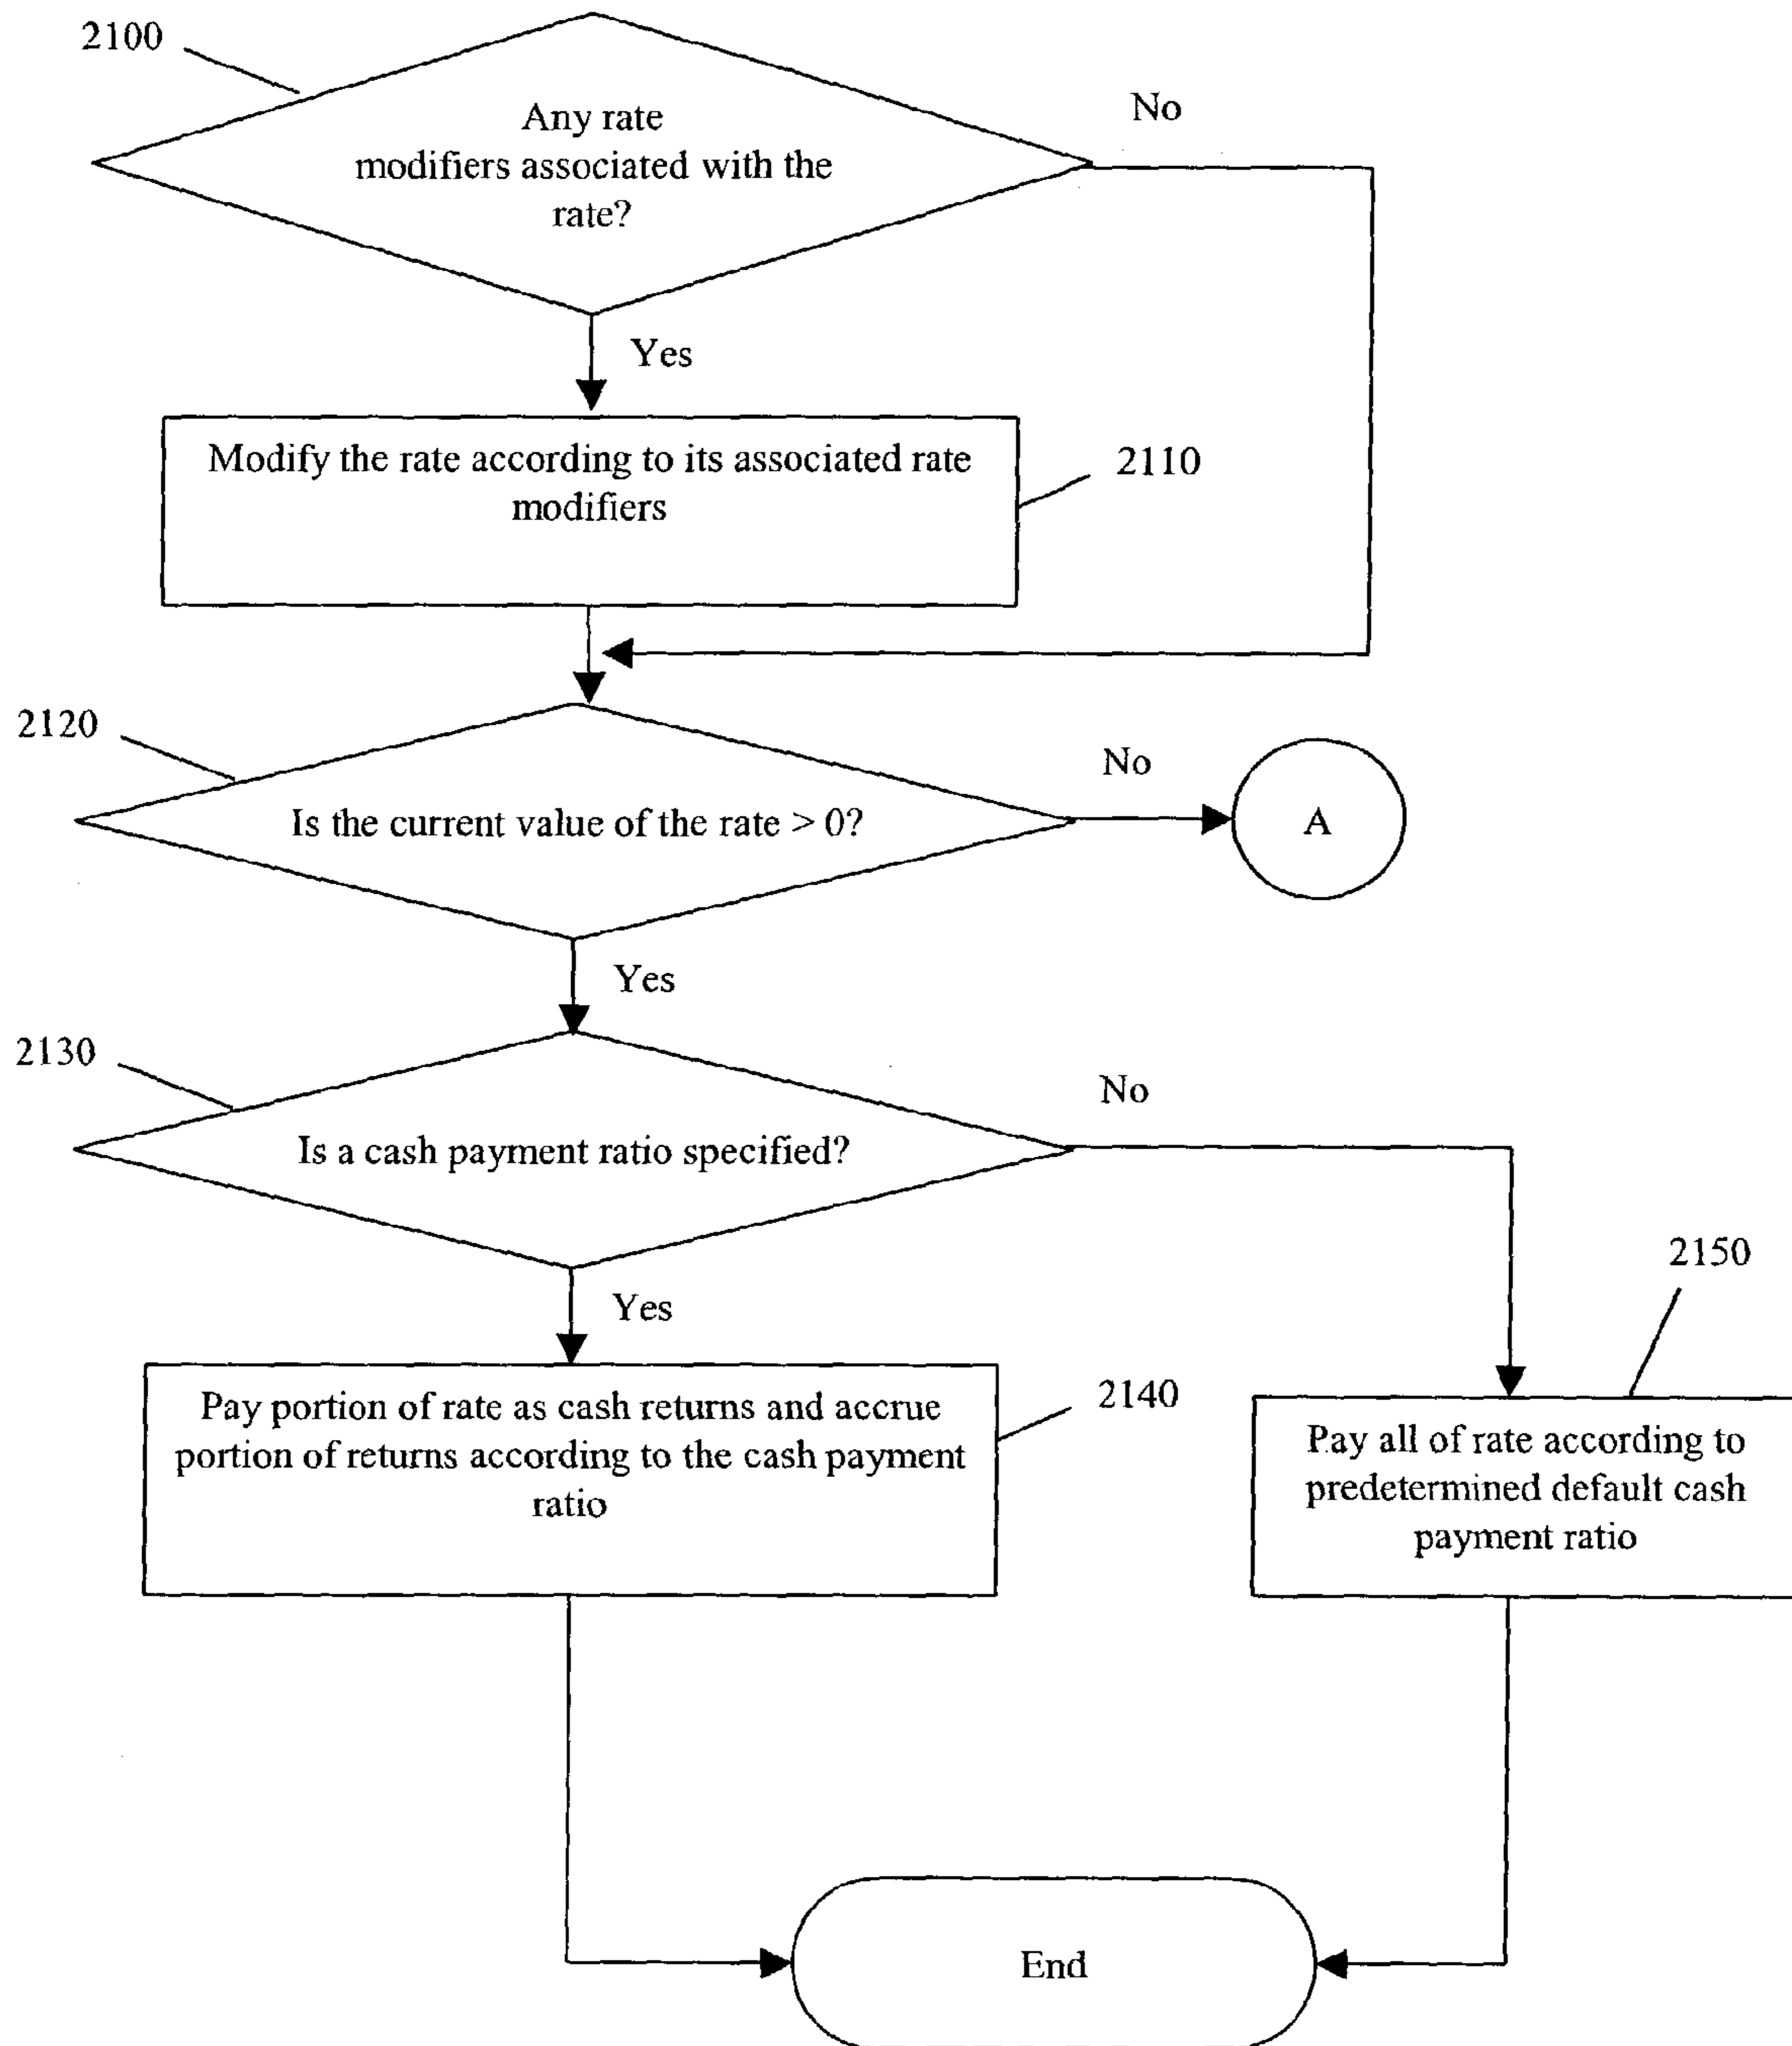 2100
Any rate
modifiers associated with the
rate?
No
Yes
Modify the rate according to its associated rate
modifiers
2110
2120
Is the current value of the rate > 0?
No
A
Yes
2130
Is a cash payment ratio specified?
No
2150
Yes
Pay portion of rate as cash returns and accrue
portion of returns according to the cash payment
ratio
2140
Pay all of rate according to
predetermined default cash
payment ratio
End